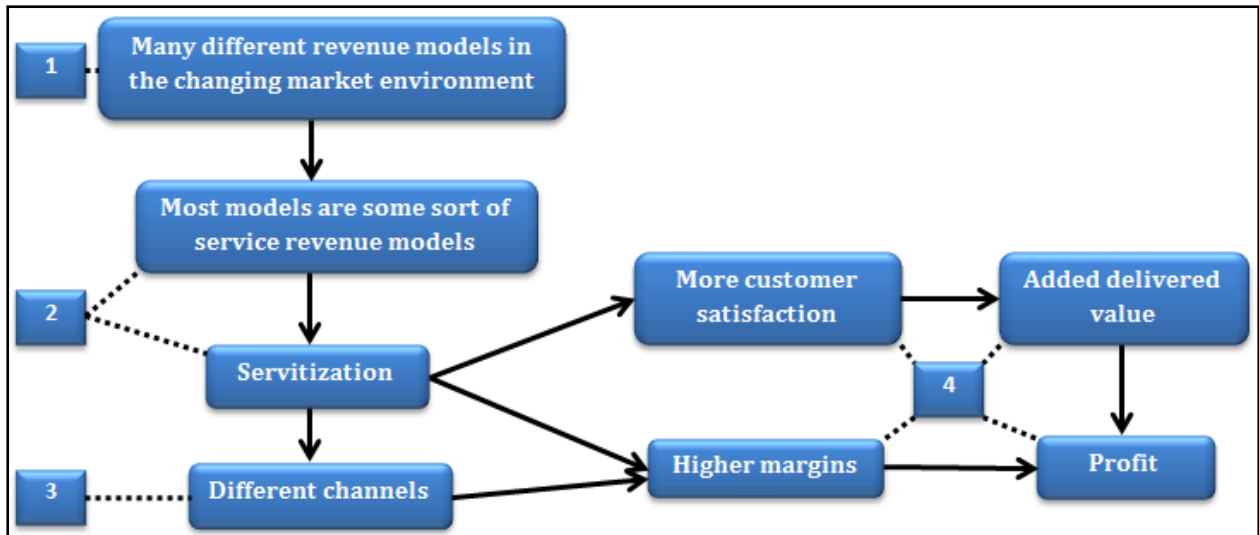 1
Many different revenue models in
the changing market environment
Most models are some sort of
service revenue models
2
Servitization
3
Different channels
More customer
satisfaction
Added delivered
value
4
Higher margins
Profit